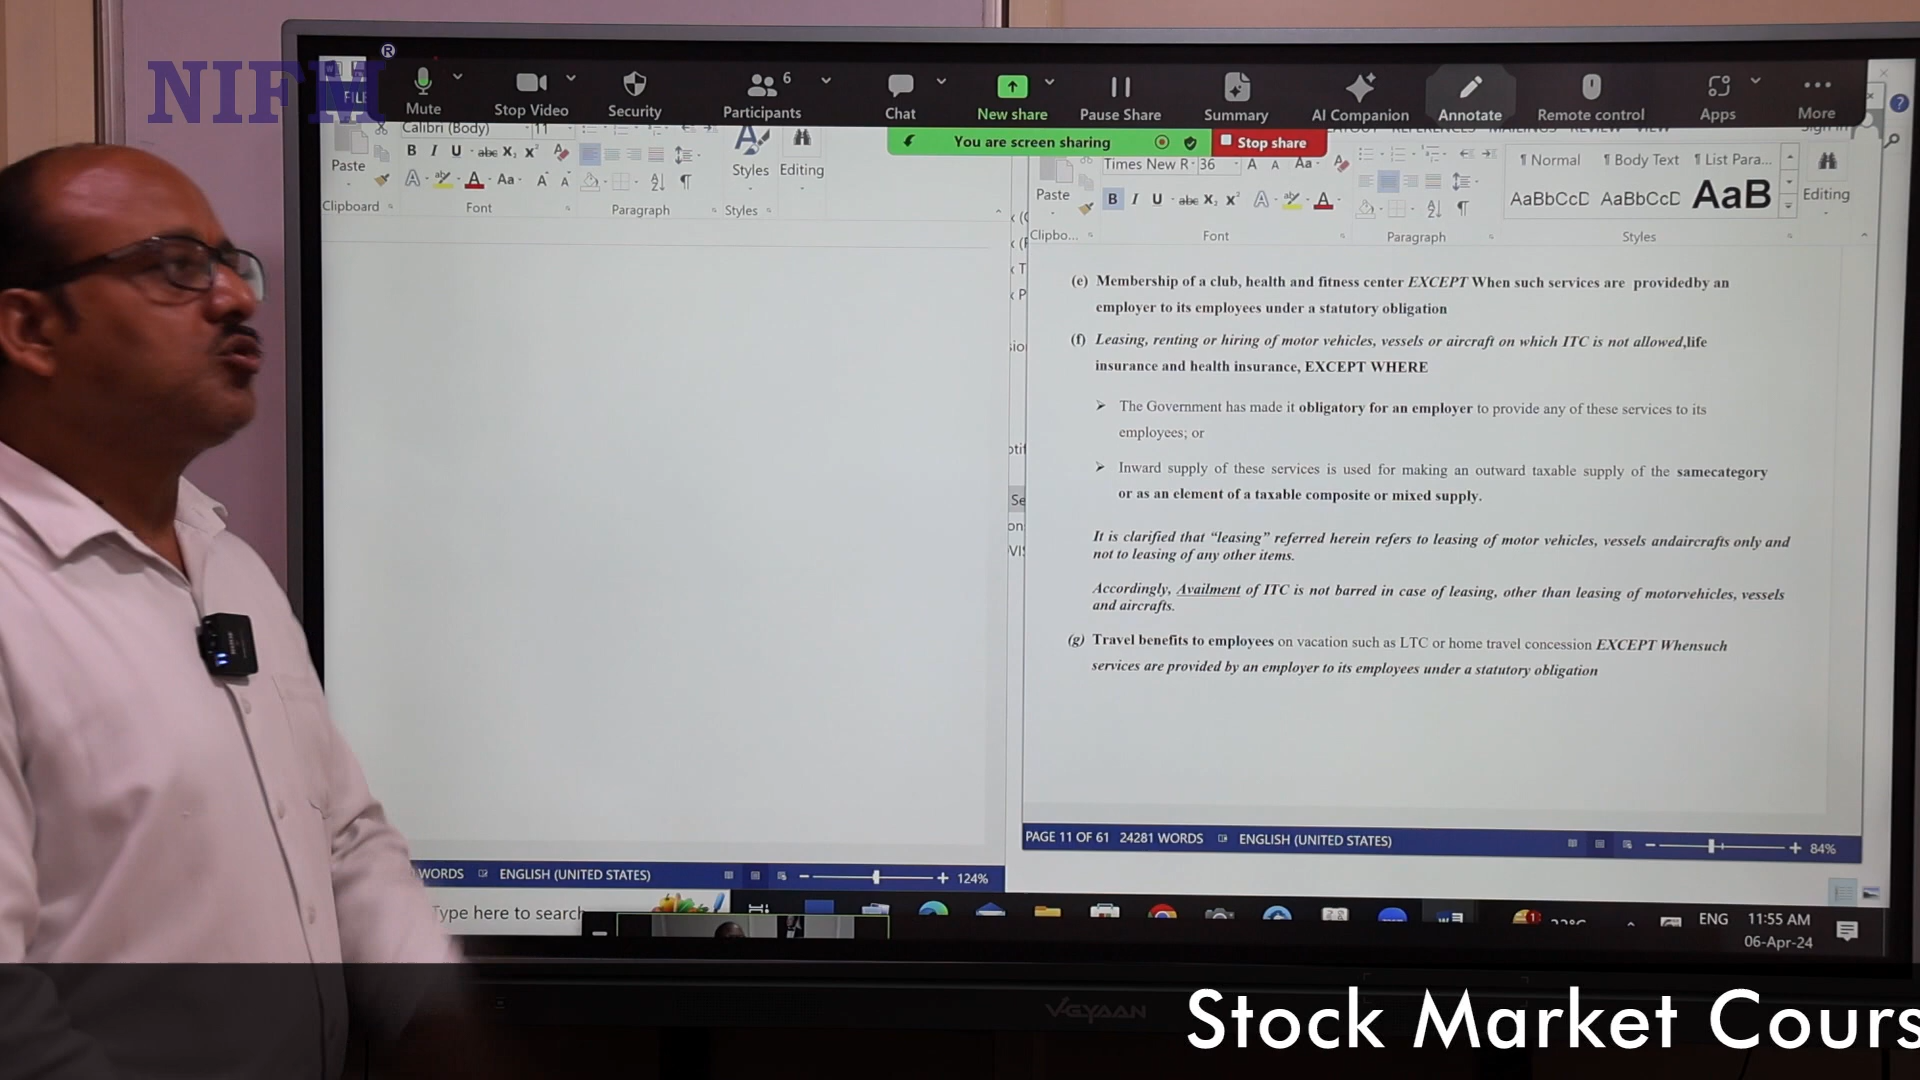 NIFM®
FILE
Mute
Stop Video
Security
Participants
6
Chat
New share
Pause Share
Summary
AI Companion
Annotate
Remote control
Apps
More
You are screen sharing
Stop share
Calibri (Body)
11
Paste
Clipboard
Font
Paragraph
Styles
Styles
Editing
Times New R
36
Paste
Clipbo...
Font
Paragraph
¶ Normal
¶ Body Text
¶ List Para...
AaBbCcD AaBbCcD AaB
Styles
Editing
(e) Membership of a club, health and fitness center EXCEPT When such services are providedby an
employer to its employees under a statutory obligation
(f) Leasing, renting or hiring of motor vehicles, vessels or aircraft on which ITC is not allowed,life
insurance and health insurance, EXCEPT WHERE
➢ The Government has made it obligatory for an employer to provide any of these services to its
employees; or
➢ Inward supply of these services is used for making an outward taxable supply of the samecategory
or as an element of a taxable composite or mixed supply.
It is clarified that “leasing” referred herein refers to leasing of motor vehicles, vessels andaircrafts only and
not to leasing of any other items.
Accordingly, Availment of ITC is not barred in case of leasing, other than leasing of motorvehicles, vessels
and aircrafts.
(g) Travel benefits to employees on vacation such as LTC or home travel concession EXCEPT Whensuch
services are provided by an employer to its employees under a statutory obligation
PAGE 11 OF 61 24281 WORDS ENGLISH (UNITED STATES)
84%
WORDS ENGLISH (UNITED STATES)
124%
Type here to search
ENG
11:55 AM
06-Apr-24
VGYAAN
Stock Market Cours